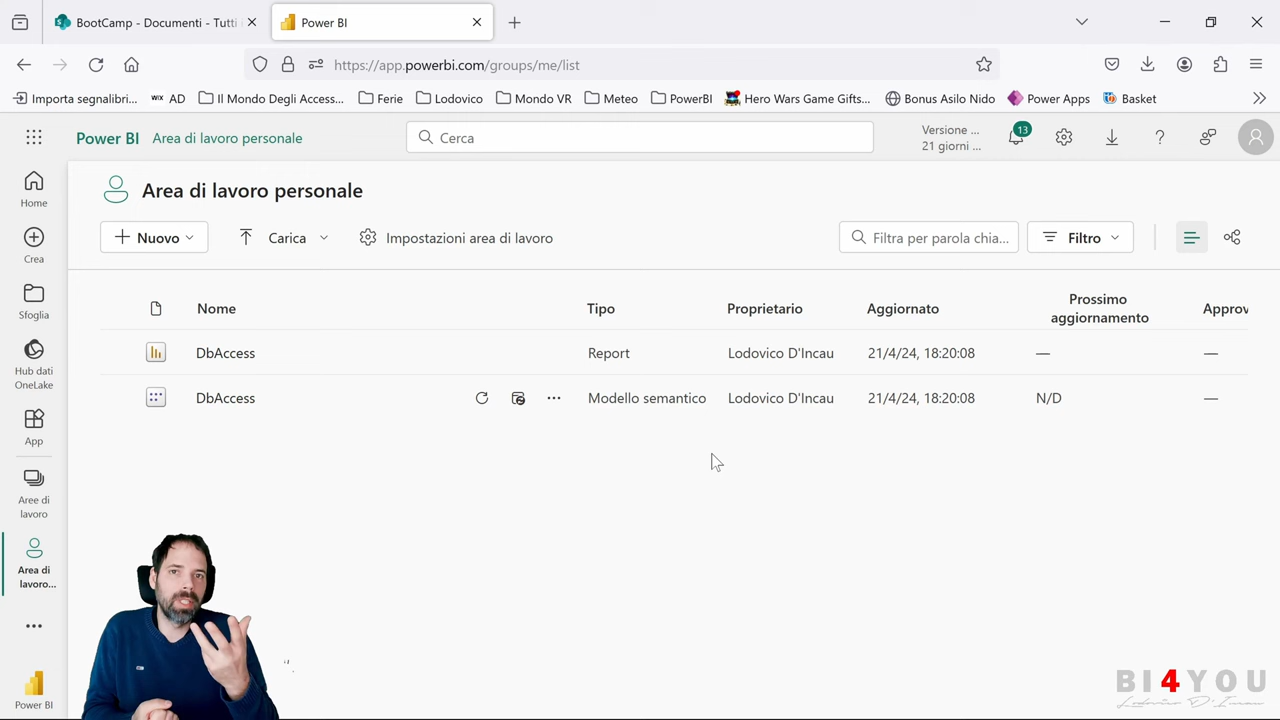 BootCamp - Documenti - Tutti
Power BI
https://app.powerbi.com/groups/me/list
Importa segnalibri...
WiX AD
Il Mondo Degli Access...
Ferie
Lodovico
Mondo VR
Meteo
PowerBI
Hero Wars Game Gifts...
Bonus Asilo Nido
Power Apps
Basket
Power BI
Area di lavoro personale
Cerca
Versione ...
21 giorni ...
13
Home
Crea
Sfoglia
Hub dati
OneLake
App
Aree di
lavoro
Area di
lavoro...
Power BI
Area di lavoro personale
Nuovo
Carica
Impostazioni area di lavoro
Filtra per parola chia...
Filtro
Nome
Tipo
Proprietario
Aggiornato
Prossimo
aggiornamento
Approv
DbAccess
Report
Lodovico D'Incau
21/4/24, 18:20:08
—
—
DbAccess
Modello semantico
Lodovico D'Incau
21/4/24, 18:20:08
N/D
—
BI4YOU
Lodovico D'Incau